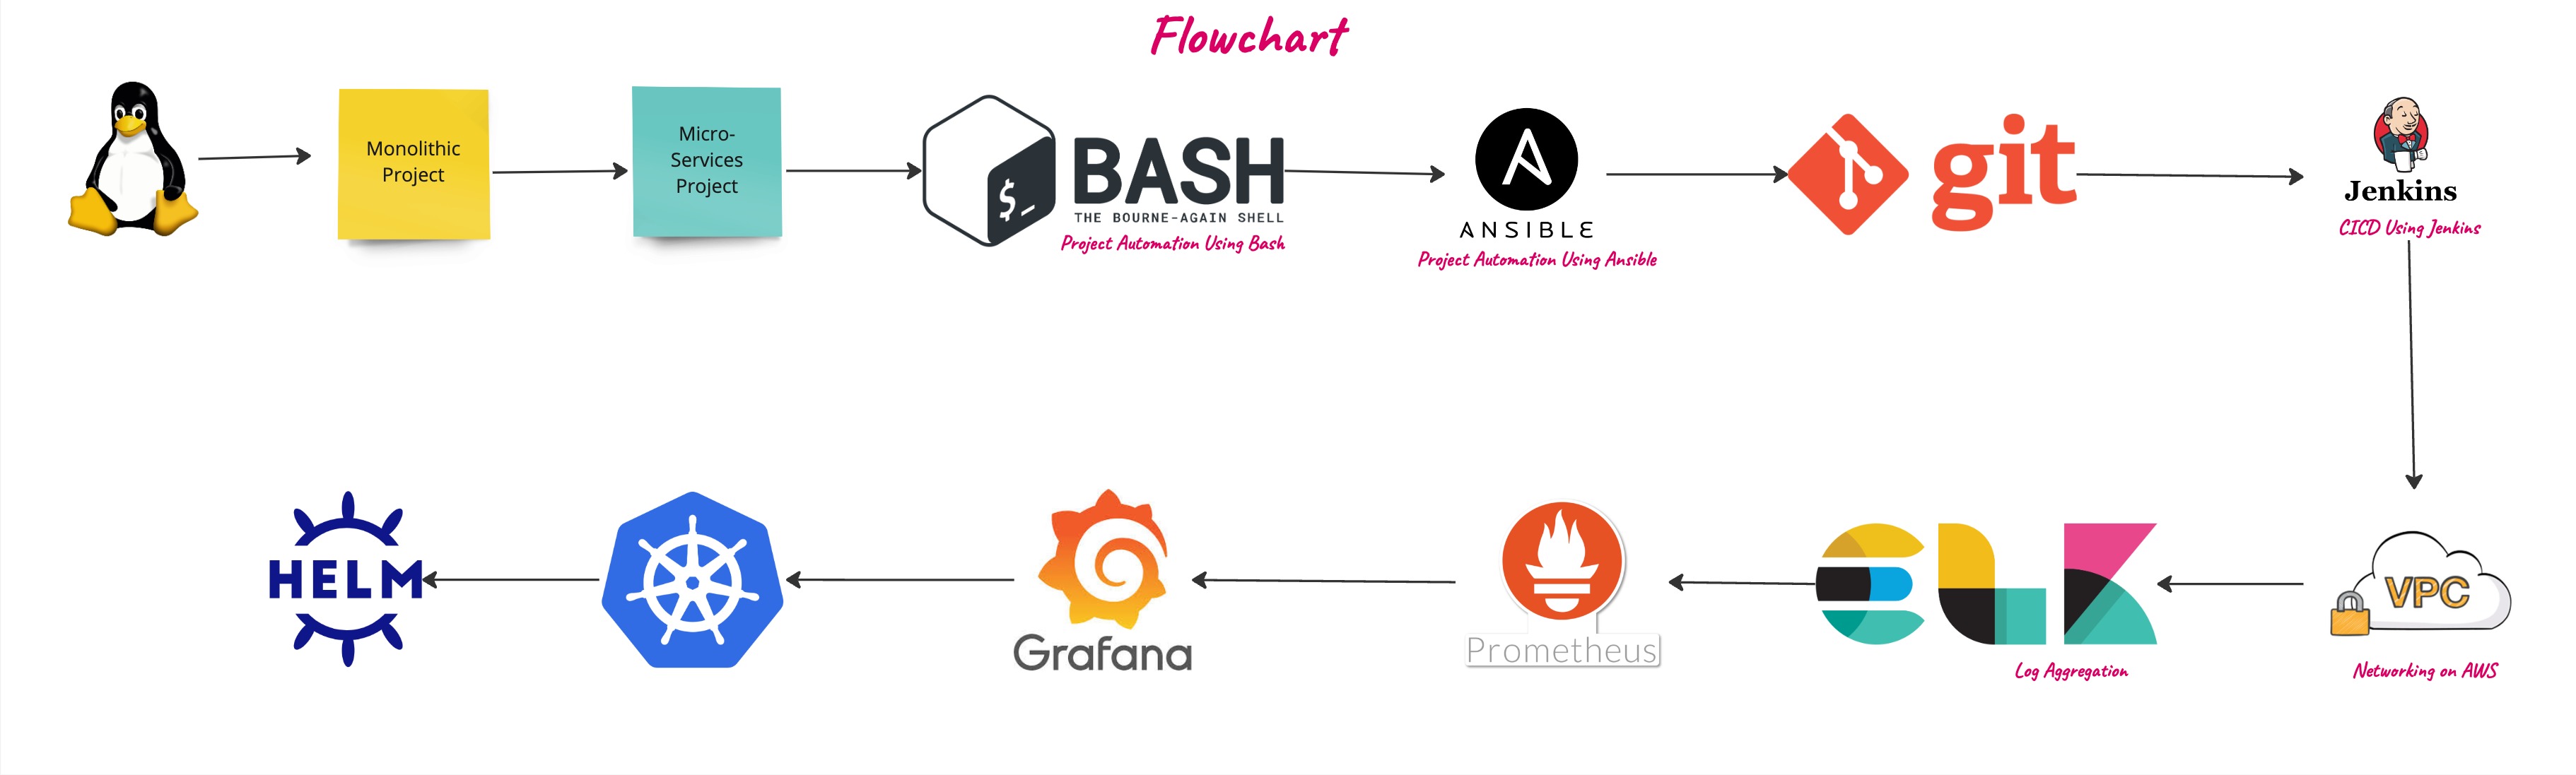 Flowchart
Monolithic
Project
Micro-
Services
Project
$_
BASH
THE BOURNE-AGAIN SHELL
Project Automation Using Bash
ANSIBLE
Project Automation Using Ansible
git
Jenkins
CICD Using Jenkins
HELM
Grafana
Prometheus
ELK
Log Aggregation
VPC
Networking on AWS